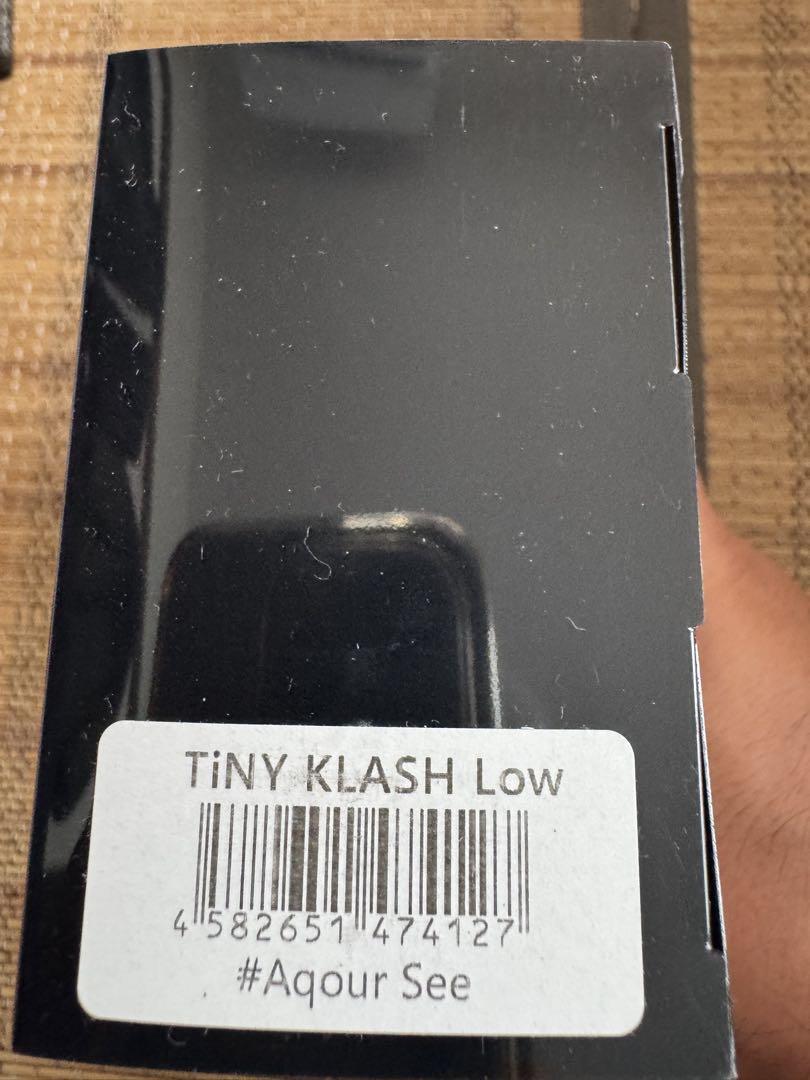 TiNY KLASH Low
4 582651 474127
#Aqour See